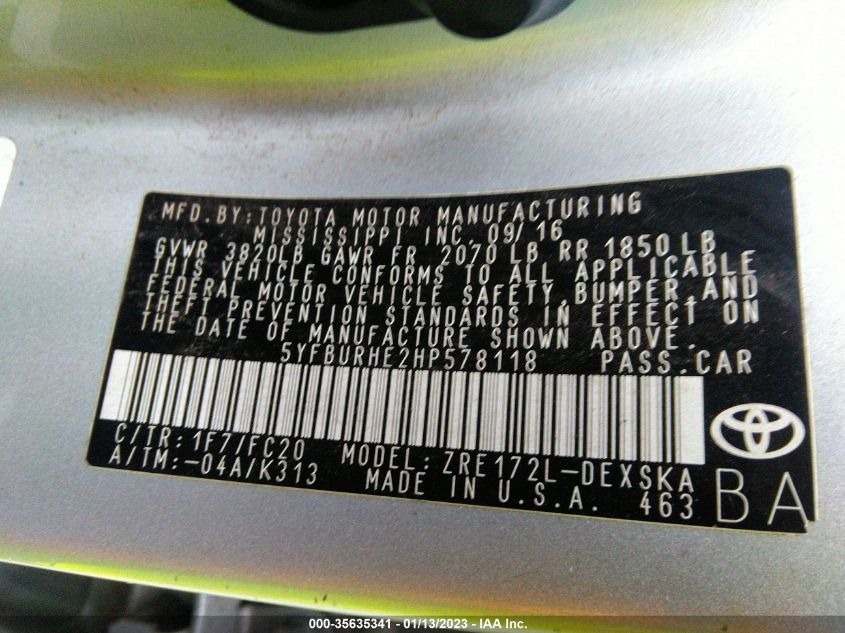 MFD.BY:TOYOTA MOTOR MANUFACTURING
MISSISSIPPI INC. 09/16
GVWR 3820LB GAWR FR 2070 LB RR 1850 LB
THIS VEHICLE CONFORMS TO ALL APPLICABLE
FEDERAL MOTOR VEHICLE SAFETY, BUMPER, AND
THEFT PREVENTION STANDARDS IN EFFECT ON
THE DATE OF MANUFACTURE SHOWN ABOVE.
5YFBURHE2HP578118 PASS.CAR
C/TR:1F7/FC20 MODEL:ZRE172L-DEXSKA
A/TM:-04A/K313 MADE IN U.S.A. 463
BA
000-35635341 - 01/13/2023 - IAA Inc.